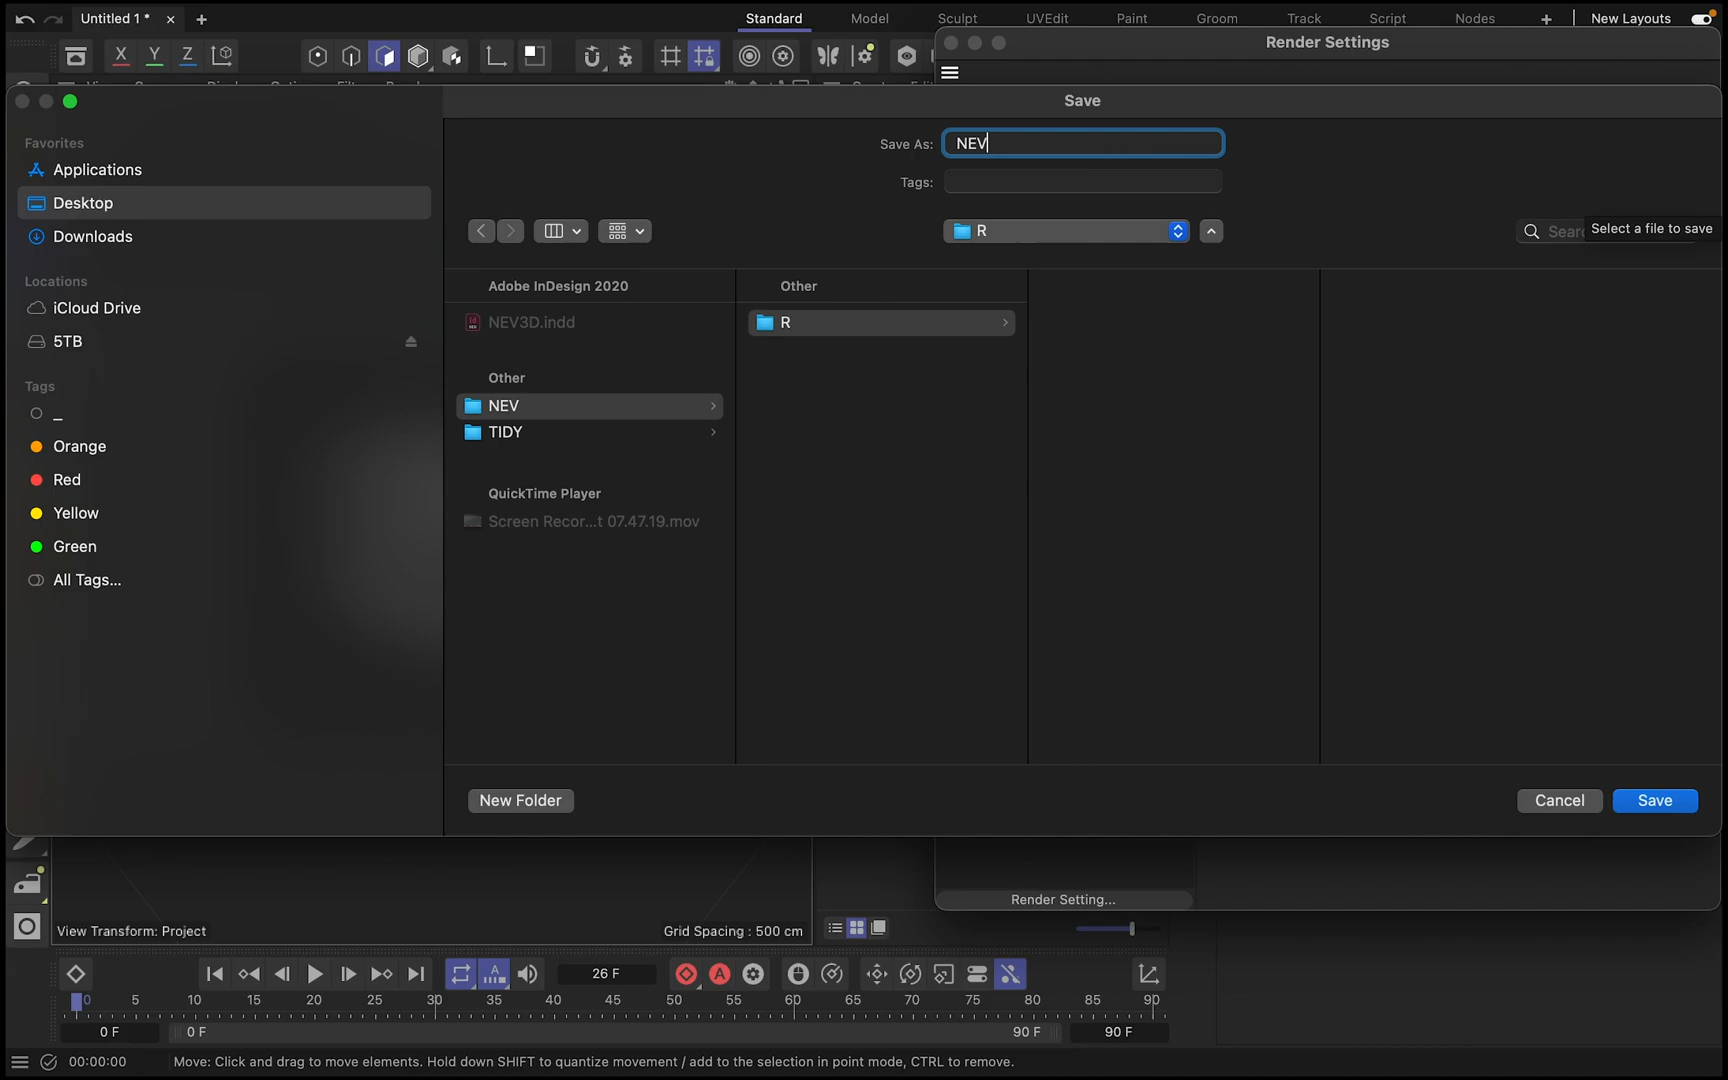 Untitled 1 *
Standard
Model
Sculpt
UVEdit
Paint
Groom
Track
Script
Nodes
New Layouts
X Y Z
Render Settings
Save
Favorites
Applications
Desktop
Downloads
Locations
iCloud Drive
5TB
Tags
_
Orange
Red
Yellow
Green
All Tags...
Save As: NEV
Tags:
R
Select a file to save
Adobe InDesign 2020
NEV3D.indd
Other
NEV
TIDY
QuickTime Player
Screen Recor...t 07.47.19.mov
Other
R
New Folder
Cancel
Save
Render Setting...
View Transform: Project
Grid Spacing : 500 cm
26 F
0 5 10 15 20 25 30 35 40 45 50 55 60 65 70 75 80 85 90
0 F
0 F
90 F
90 F
00:00:00
Move: Click and drag to move elements. Hold down SHIFT to quantize movement / add to the selection in point mode, CTRL to remove.